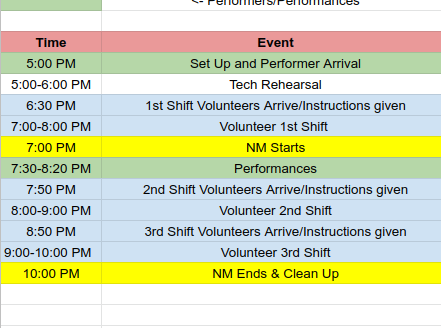 <- Performers/Performances
Time Event
5:00 PM Set Up and Performer Arrival
5:00-6:00 PM Tech Rehearsal
6:30 PM 1st Shift Volunteers Arrive/Instructions given
7:00-8:00 PM Volunteer 1st Shift
7:00 PM NM Starts
7:30-8:20 PM Performances
7:50 PM 2nd Shift Volunteers Arrive/Instructions given
8:00-9:00 PM Volunteer 2nd Shift
8:50 PM 3rd Shift Volunteers Arrive/Instructions given
9:00-10:00 PM Volunteer 3rd Shift
10:00 PM NM Ends & Clean Up